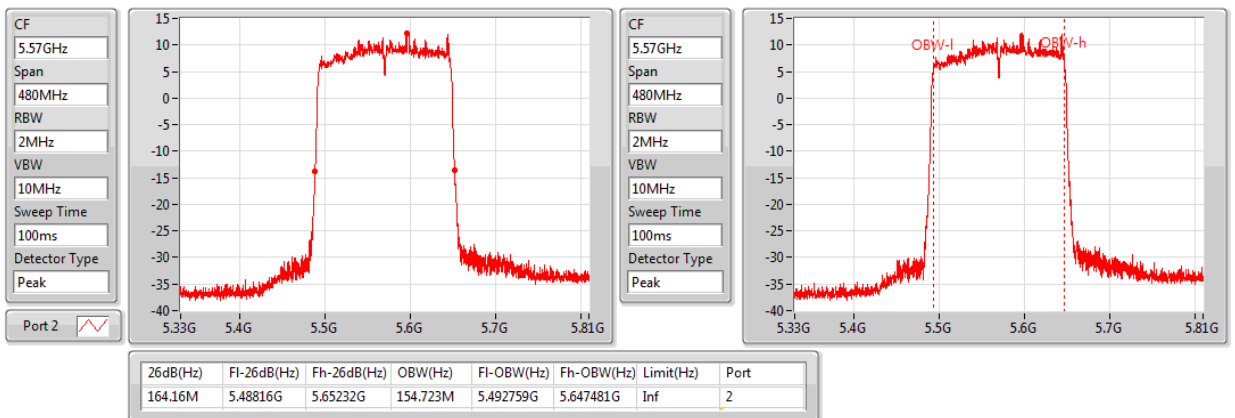 CF
5.57GHz
Span
480MHz
RBW
2MHz
VBW
10MHz
Sweep Time
100ms
Detector Type
Peak
Port 2
15
10
5
0
-5
-10
-15
-20
-25
-30
-35
-40
5.33G 5.4G 5.5G 5.6G 5.7G 5.81G
CF
5.57GHz
Span
480MHz
RBW
2MHz
VBW
10MHz
Sweep Time
100ms
Detector Type
Peak
15
10
5
0
-5
-10
-15
-20
-25
-30
-35
-40
OBW-l OBW-h
5.33G 5.4G 5.5G 5.6G 5.7G 5.81G
26dB(Hz) Fl-26dB(Hz) Fh-26dB(Hz) OBW(Hz) Fl-OBW(Hz) Fh-OBW(Hz) Limit(Hz) Port
164.16M 5.48816G 5.65232G 154.723M 5.492759G 5.647481G Inf 2